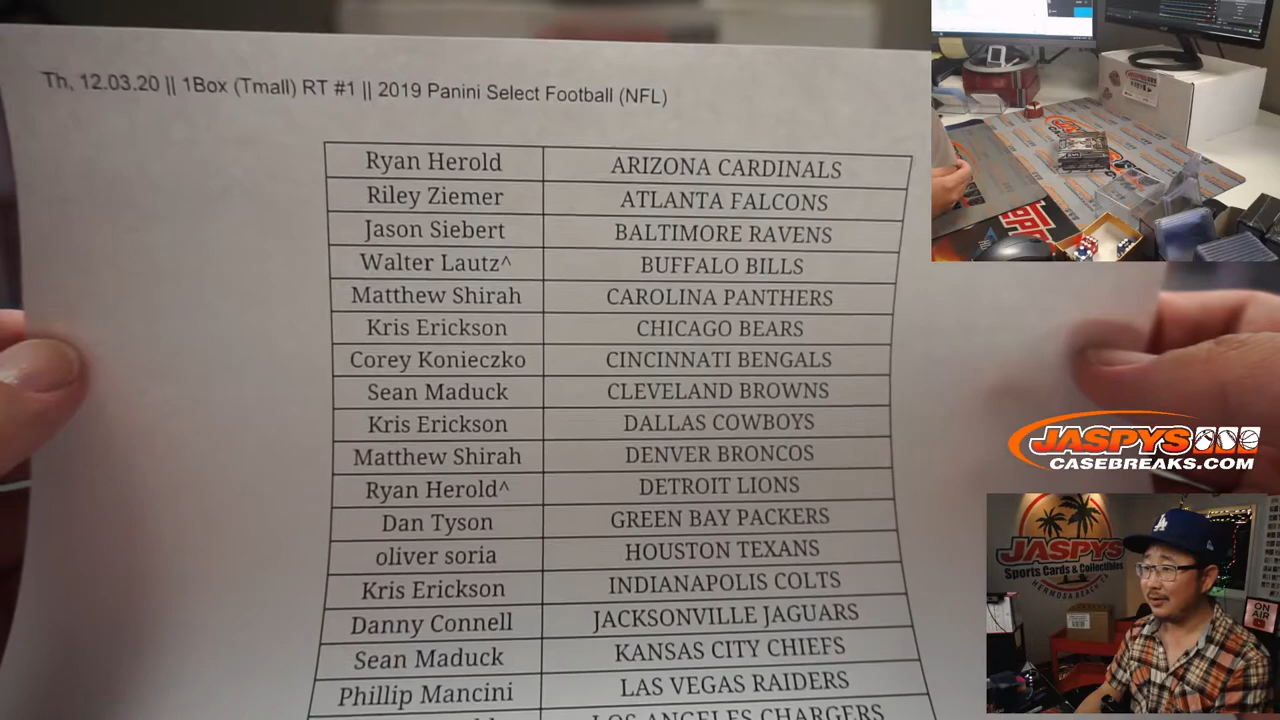 Th, 12.03.20 || 1Box (Tmall) RT #1 || 2019 Panini Select Football (NFL)
Ryan Herold ARIZONA CARDINALS
Riley Ziemer ATLANTA FALCONS
Jason Siebert BALTIMORE RAVENS
Walter Lautz^ BUFFALO BILLS
Matthew Shirah CAROLINA PANTHERS
Kris Erickson CHICAGO BEARS
Corey Konieczko CINCINNATI BENGALS
Sean Maduck CLEVELAND BROWNS
Kris Erickson DALLAS COWBOYS
Matthew Shirah DENVER BRONCOS
Ryan Herold^ DETROIT LIONS
Dan Tyson GREEN BAY PACKERS
oliver soria HOUSTON TEXANS
Kris Erickson INDIANAPOLIS COLTS
Danny Connell JACKSONVILLE JAGUARS
Sean Maduck KANSAS CITY CHIEFS
Phillip Mancini LAS VEGAS RAIDERS
LOS ANGELES CHARGERS
JASPYS
CASEBREAKS.COM
JASPYS
Sports Cards & Collectibles
HERMOSA BEACH, CA
LA
ON
AIR